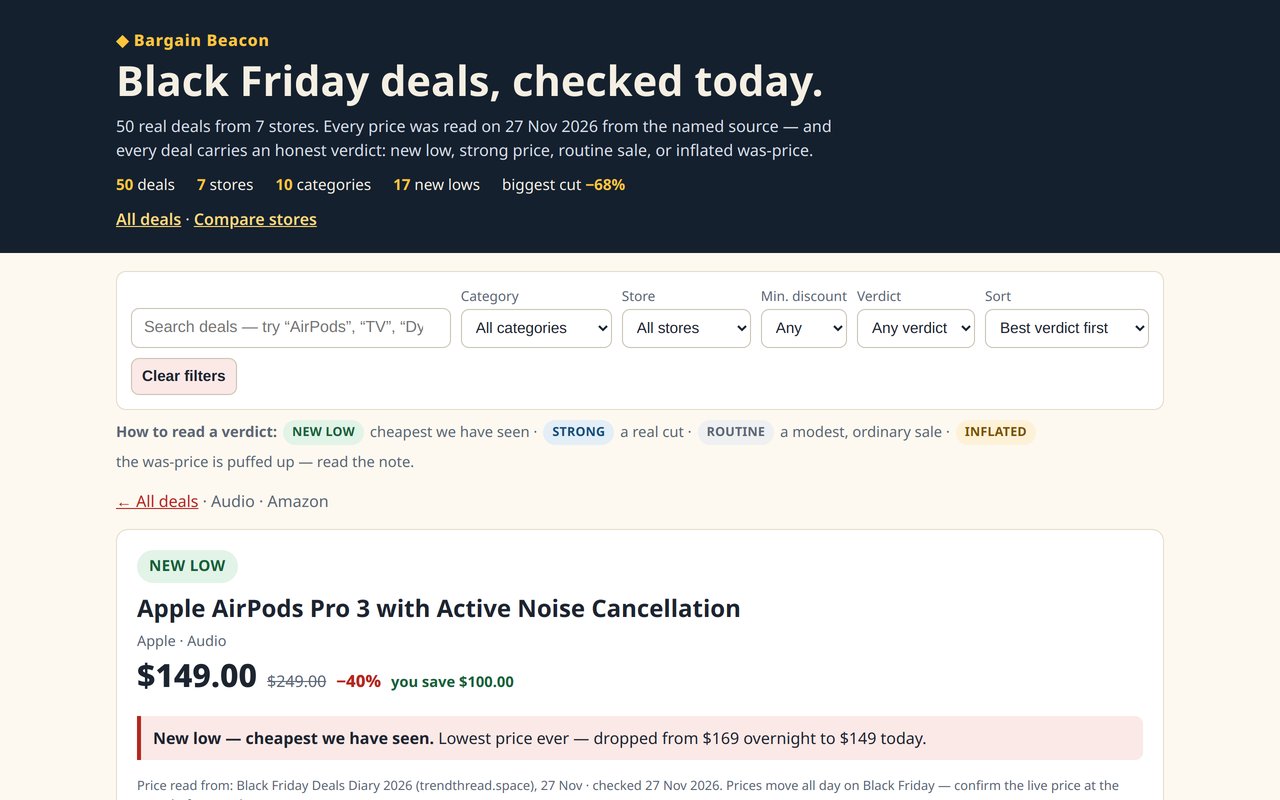 ◆ Bargain Beacon
Black Friday deals, checked today.
50 real deals from 7 stores. Every price was read on 27 Nov 2026 from the named source — and
every deal carries an honest verdict: new low, strong price, routine sale, or inflated was-price.
50 deals 7 stores 10 categories 17 new lows biggest cut −68%
All deals · Compare stores
Category Store Min. discount Verdict Sort
Search deals — try “AirPods”, “TV”, “Dy All categories All stores Any Any verdict Best verdict first
Clear filters
How to read a verdict: NEW LOW cheapest we have seen · STRONG a real cut · ROUTINE a modest, ordinary sale · INFLATED
the was-price is puffed up — read the note.
← All deals · Audio · Amazon
NEW LOW
Apple AirPods Pro 3 with Active Noise Cancellation
Apple · Audio
$149.00 $249.00 −40% you save $100.00
New low — cheapest we have seen. Lowest price ever — dropped from $169 overnight to $149 today.
Price read from: Black Friday Deals Diary 2026 (trendthread.space), 27 Nov · checked 27 Nov 2026. Prices move all day on Black Friday — confirm the live price at the